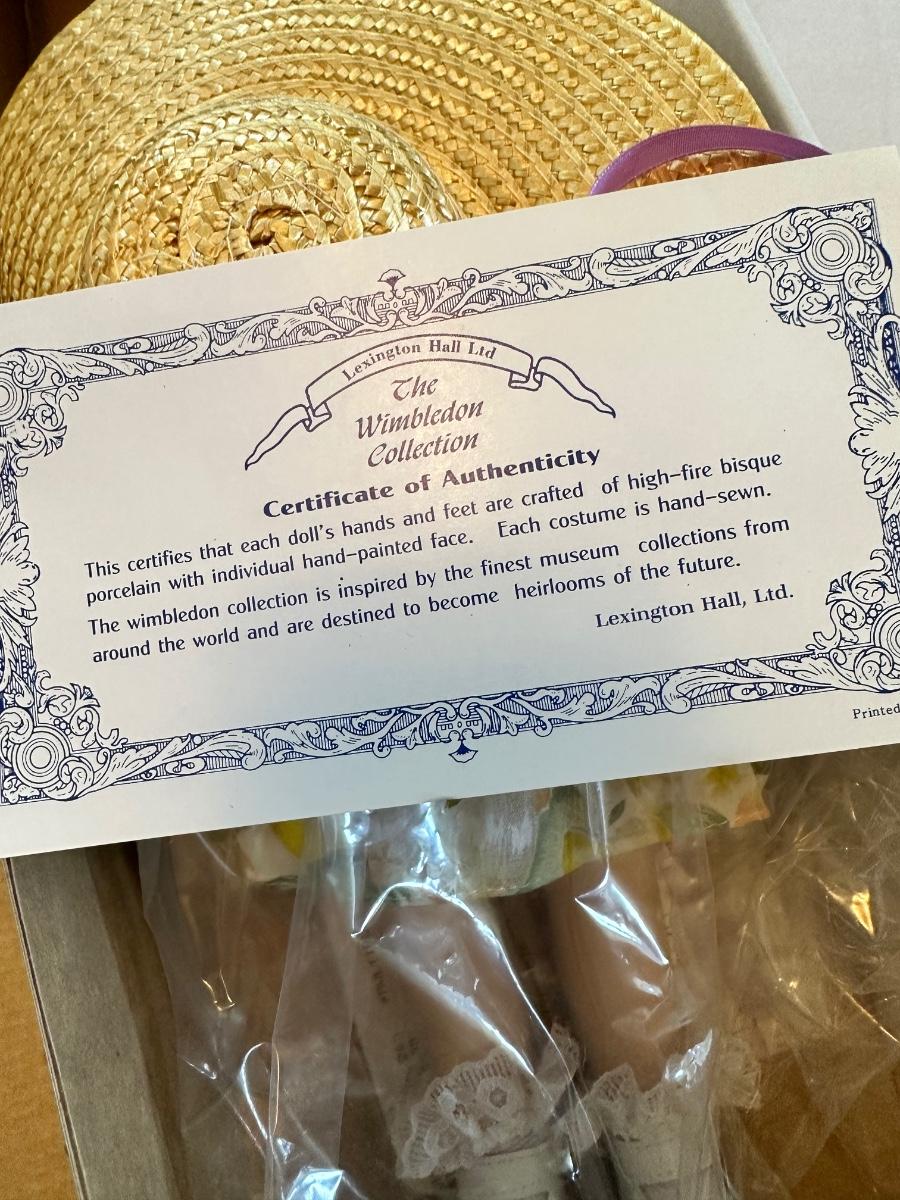 Lexington Hall Ltd
The
Wimbledon
Collection
Certificate of Authenticity
This certifies that each doll's hands and feet are crafted of high-fire bisque
porcelain with individual hand-painted face. Each costume is hand-sewn.
The wimbledon collection is inspired by the finest museum collections from
around the world and are destined to become heirlooms of the future.
Lexington Hall, Ltd.
Printed